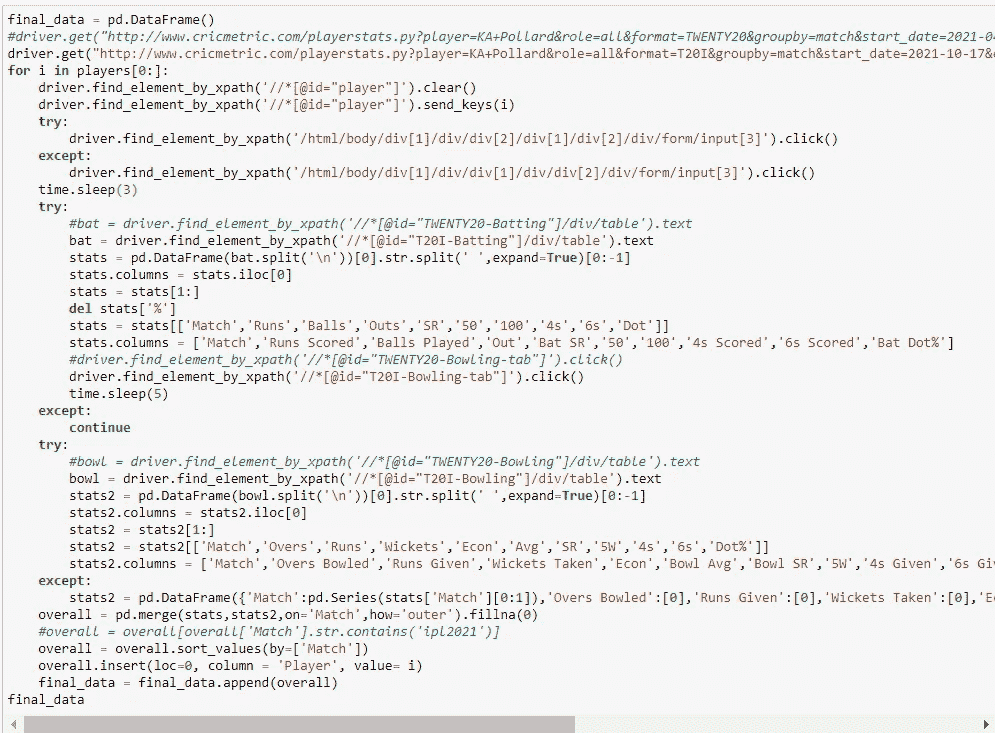 final_data = pd.DataFrame()
#driver.get("http://www.cricmetric.com/playerstats.py?player=KA+Pollard&role=all&format=TWENTY20&groupby=match&start_date=2021-04
driver.get("http://www.cricmetric.com/playerstats.py?player=KA+Pollard&role=all&format=T20I&groupby=match&start_date=2021-10-17&
for i in players[0:]:
    driver.find_element_by_xpath('//*[@id="player"]').clear()
    driver.find_element_by_xpath('//*[@id="player"]').send_keys(i)
    try:
        driver.find_element_by_xpath('/html/body/div[1]/div/div[2]/div[1]/div[2]/div/form/input[3]').click()
    except:
        driver.find_element_by_xpath('/html/body/div[1]/div/div[1]/div/div[2]/div/form/input[3]').click()
    time.sleep(3)
    try:
        #bat = driver.find_element_by_xpath('//*[@id="TWENTY20-Batting"]/div/table').text
        bat = driver.find_element_by_xpath('//*[@id="T20I-Batting"]/div/table').text
        stats = pd.DataFrame(bat.split('\n'))[0].str.split(' ',expand=True)[0:-1]
        stats.columns = stats.iloc[0]
        stats = stats[1:]
        del stats['%']
        stats = stats[['Match','Runs','Balls','Outs','SR','50','100','4s','6s','Dot']]
        stats.columns = ['Match','Runs Scored','Balls Played','Out','Bat SR','50','100','4s Scored','6s Scored','Bat Dot%']
        #driver.find_element_by_xpath('//*[@id="TWENTY20-Bowling-tab"]').click()
        driver.find_element_by_xpath('//*[@id="T20I-Bowling-tab"]').click()
        time.sleep(5)
    except:
        continue
    try:
        #bowl = driver.find_element_by_xpath('//*[@id="TWENTY20-Bowling"]/div/table').text
        bowl = driver.find_element_by_xpath('//*[@id="T20I-Bowling"]/div/table').text
        stats2 = pd.DataFrame(bowl.split('\n'))[0].str.split(' ',expand=True)[0:-1]
        stats2.columns = stats2.iloc[0]
        stats2 = stats2[1:]
        stats2 = stats2[['Match','Overs','Runs','Wickets','Econ','Avg','SR','5W','4s','6s','Dot%']]
        stats2.columns = ['Match','Overs Bowled','Runs Given','Wickets Taken','Econ','Bowl Avg','Bowl SR','5W','4s Given','6s Gi
    except:
        stats2 = pd.DataFrame({'Match':pd.Series(stats['Match'][0:1]),'Overs Bowled':[0],'Runs Given':[0],'Wickets Taken':[0],'E
    overall = pd.merge(stats,stats2,on='Match',how='outer').fillna(0)
    #overall = overall[overall['Match'].str.contains('ipl2021')]
    overall = overall.sort_values(by=['Match'])
    overall.insert(loc=0, column = 'Player', value= i)
    final_data = final_data.append(overall)
final_data